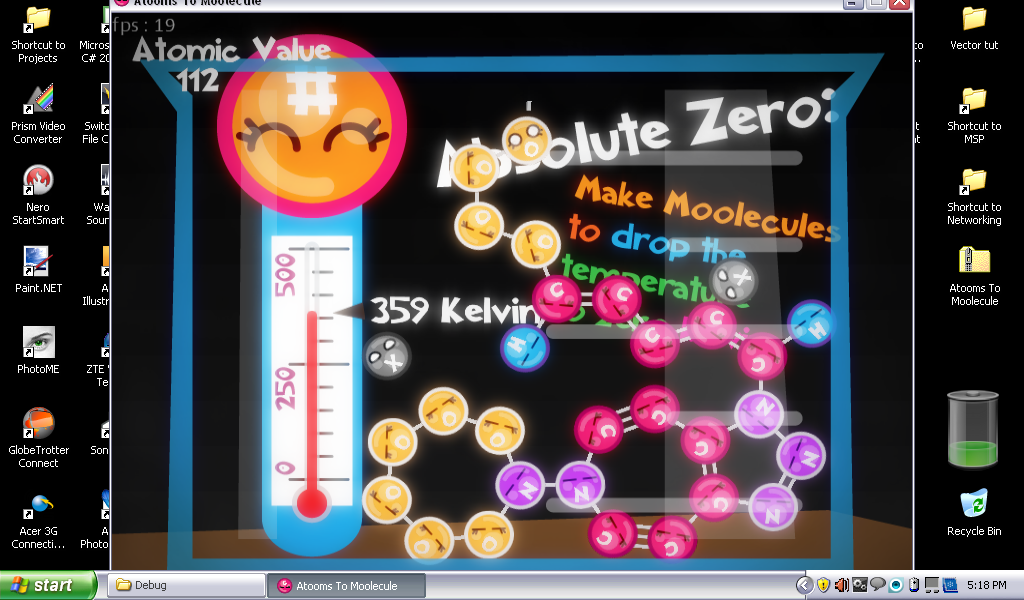 Atooms To Moolecule
fps : 19
Atomic Value
112
#
Absolute Zero:
Make Moolecules
to drop the
temperature
to zero
359 Kelvin
500
250
0
O
O
O
O
C
C
C
C
C
H
H
X
X
O
O
O
O
O
O
N
N
C
C
C
C
C
C
N
N
N
Shortcut to
Projects
Prism Video
Converter
Nero
StartSmart
Paint.NET
PhotoME
GlobeTrotter
Connect
Acer 3G
Connecti...
Micros
C# 20
Switc
File C
Wa
Soun
A
Illustr
ZTE
Te
Son
A
Photo
Vector tut
Shortcut to
MSP
Shortcut to
Networking
Atooms To
Moolecule
Recycle Bin
start
Debug
Atooms To Moolecule
5:18 PM